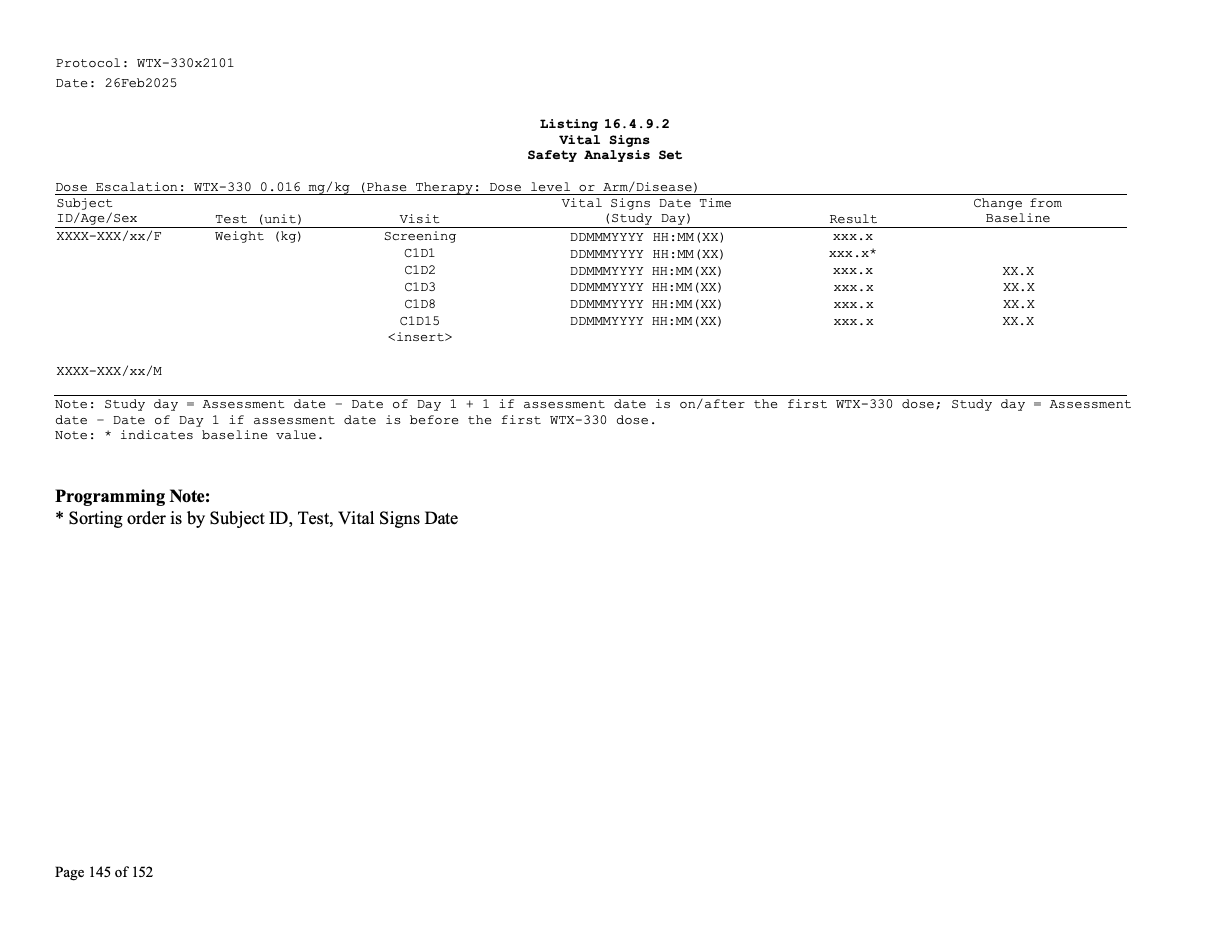 Protocol: WTX-330x2101
Date: 26Feb2025
Listing 16.4.9.2
Vital Signs
Safety Analysis Set
Dose Escalation: WTX-330 0.016 mg/kg (Phase Therapy: Dose level or Arm/Disease)
Subject Vital Signs Date Time Change from
ID/Age/Sex Test (unit) Visit (Study Day) Result Baseline
XXXX-XXX/xx/F Weight (kg) Screening DDMMMYYYY HH:MM(XX) xxx.x
C1D1 DDMMMYYYY HH:MM(XX) xxx.x*
C1D2 DDMMMYYYY HH:MM(XX) xxx.x XX.X
C1D3 DDMMMYYYY HH:MM(XX) xxx.x XX.X
C1D8 DDMMMYYYY HH:MM(XX) xxx.x XX.X
C1D15 DDMMMYYYY HH:MM(XX) xxx.x XX.X
<insert>
XXXX-XXX/xx/M
Note: Study day = Assessment date – Date of Day 1 + 1 if assessment date is on/after the first WTX-330 dose; Study day = Assessment
date – Date of Day 1 if assessment date is before the first WTX-330 dose.
Note: * indicates baseline value.
Programming Note:
* Sorting order is by Subject ID, Test, Vital Signs Date
Page 145 of 152